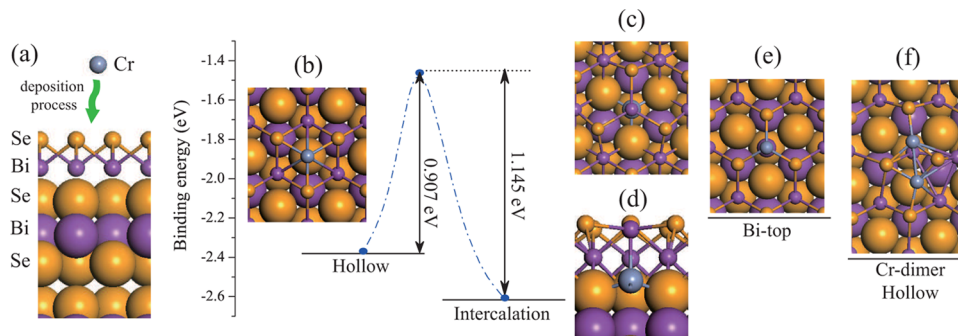 (a)
Cr
deposition
process
Se
Bi
Se
Bi
Se
Binding energy (eV)
-1.4
-1.6
-1.8
-2.0
-2.2
-2.4
-2.6
(b)
Hollow
0.907 eV
1.1145 eV
Intercalation
(c)
(d)
(e)
Bi-top
(f)
Cr-dimer
Hollow